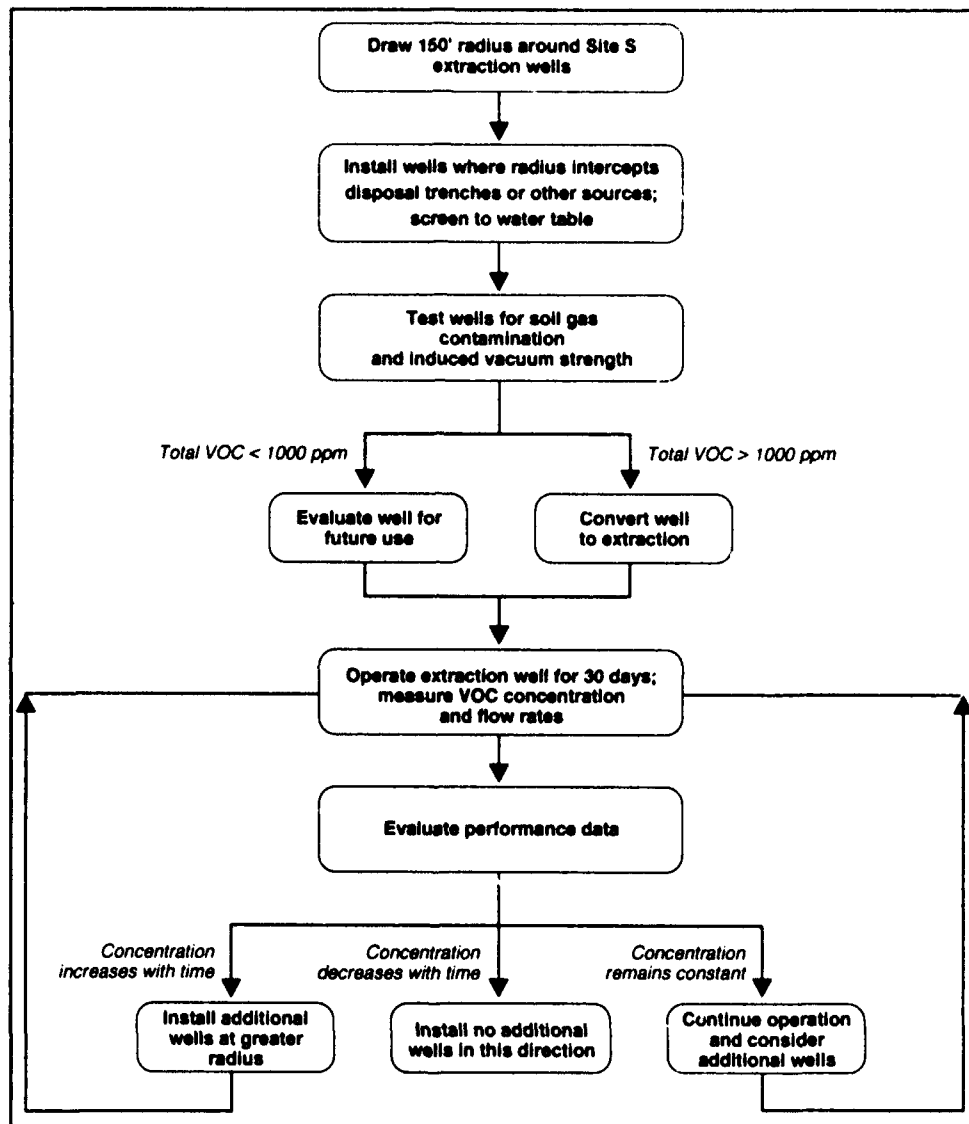 Draw 150' radius around Site S
extraction wells
Install wells where radius intercepts
disposal trenches or other sources;
screen to water table
Test wells for soil gas
contamination
and induced vacuum strength
Total VOC < 1000 ppm
Total VOC > 1000 ppm
Evaluate well for
future use
Convert well
to extraction
Operate extraction well for 30 days;
measure VOC concentration
and flow rates
Evaluate performance data
Concentration
increases with time
Concentration
decreases with time
Concentration
remains constant
Install additional
wells at greater
radius
Install no additional
wells in this direction
Continue operation
and consider
additional wells